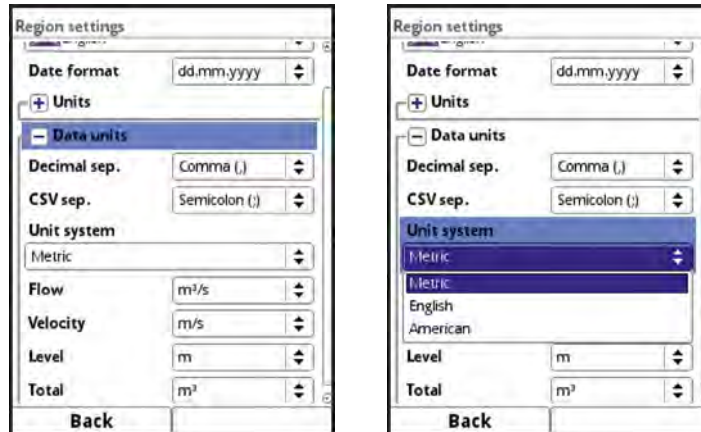 Region settings
English
Date format dd.mm.yyyy
+ Units
− Data units
Decimal sep. Comma (,)
CSV sep. Semicolon (;)
Unit system
Metric
Flow m³/s
Velocity m/s
Level m
Total m³
Back
Region settings
English
Date format dd.mm.yyyy
+ Units
− Data units
Decimal sep. Comma (,)
CSV sep. Semicolon (;)
Unit system
Metric
Metric
English
American
Level m
Total m³
Back